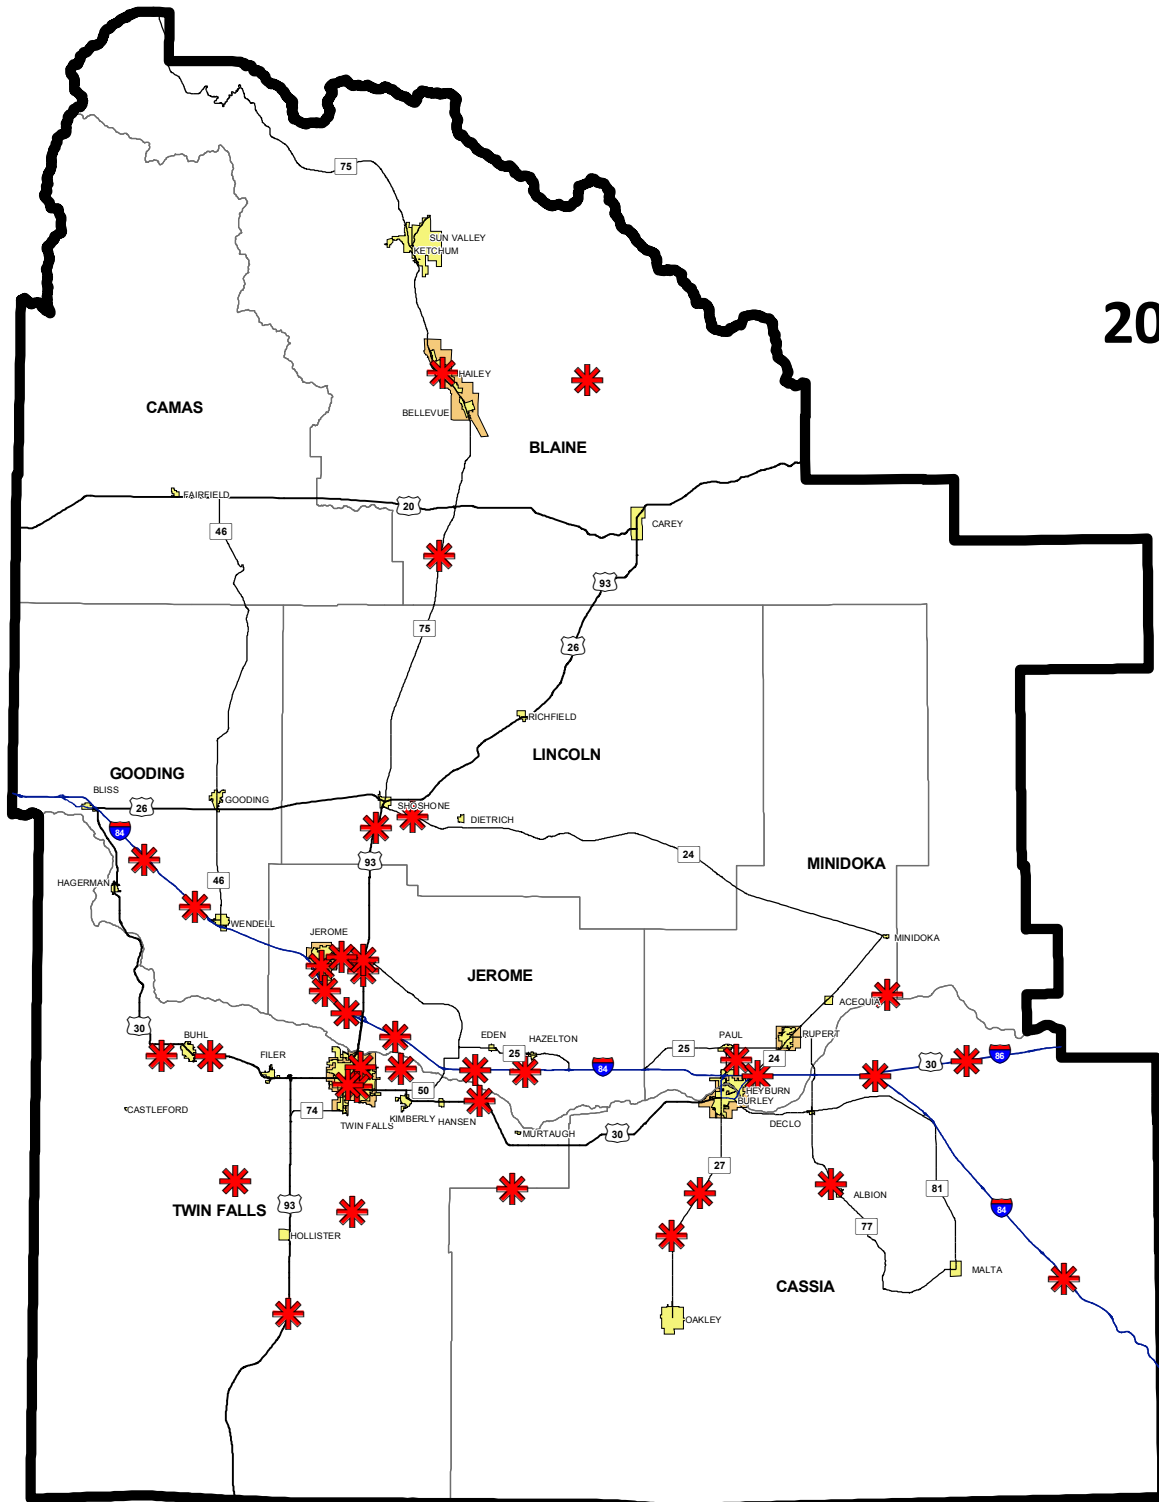 75
SUN VALLEY
KETCHUM
20
HAILEY
CAMAS
BELLEVUE
BLAINE
FAIRFIELD
20
CAREY
46
93
75
26
RICHFIELD
LINCOLN
GOODING
BLISS
GOODING
26
SHOSHONE
DIETRICH
84
93
24
MINIDOKA
HAGERMAN
46
WENDELL
JEROME
MINIDOKA
JEROME
ACEQUIA
30
BUHL
EDEN
HAZELTON
PAUL
RUPERT
25
25
24
FILER
84
30
86
50
HEYBURN
BURLEY
CASTLEFORD
74
TWIN FALLS
KIMBERLY
HANSEN
DECLO
MURTAUGH
30
27
ALBION
81
TWIN FALLS
93
84
77
HOLLISTER
MALTA
CASSIA
OAKLEY